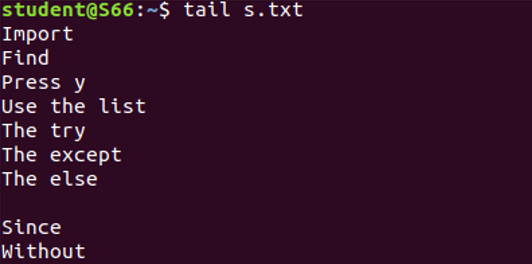 student@S66:~$ tail s.txt
Import
Find
Press y
Use the list
The try
The except
The else

Since
Without